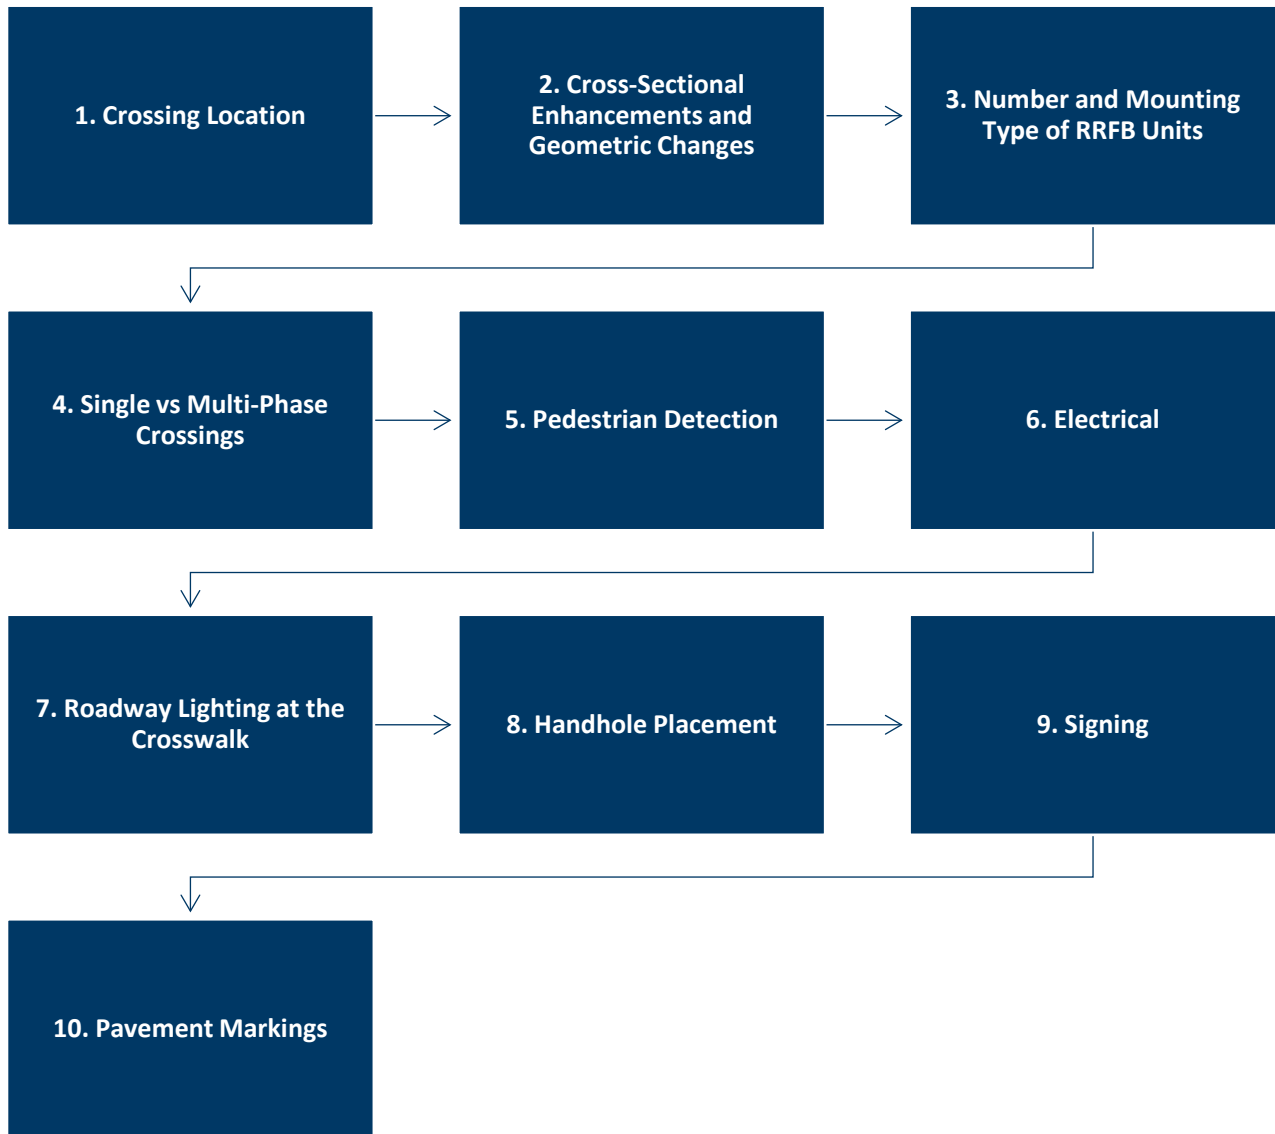 1. Crossing Location
2. Cross-Sectional
Enhancements and
Geometric Changes
3. Number and Mounting
Type of RRFB Units
4. Single vs Multi-Phase
Crossings
5. Pedestrian Detection
6. Electrical
7. Roadway Lighting at the
Crosswalk
8. Handhole Placement
9. Signing
10. Pavement Markings